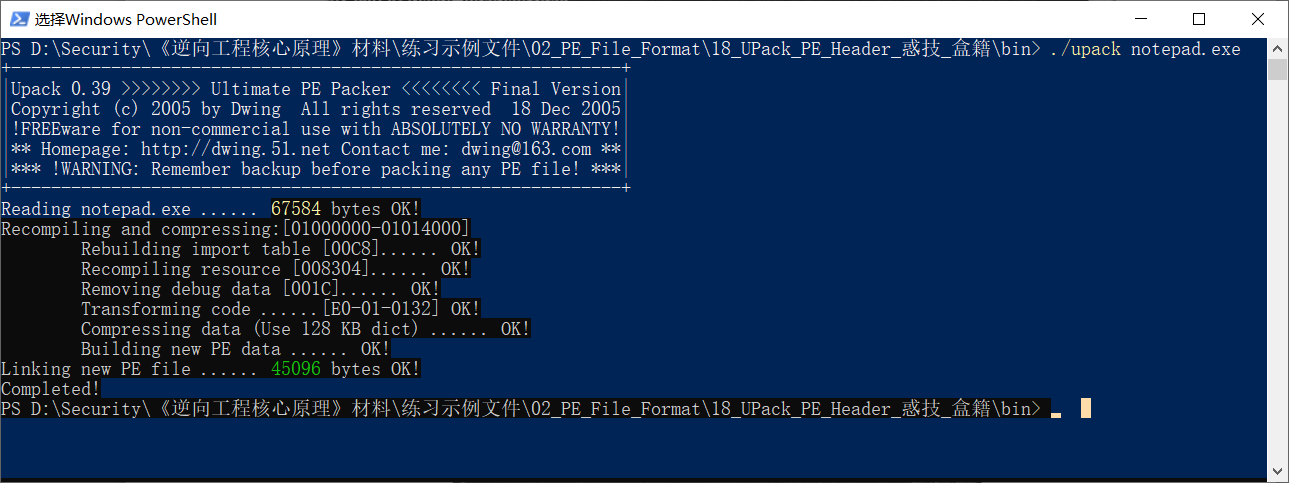 选择Windows PowerShell
PS D:\Security\《逆向工程核心原理》材料\练习示例文件\02_PE_File_Format\18_UPack_PE_Header_惑技_盒籍\bin> ./upack notepad.exe
+-------------------------------------------------------------+
|Upack 0.39 >>>>>>>> Ultimate PE Packer <<<<<<<< Final Version|
|Copyright (c) 2005 by Dwing  All rights reserved  18 Dec 2005|
|!FREEware for non-commercial use with ABSOLUTELY NO WARRANTY!|
|** Homepage: http://dwing.51.net Contact me: dwing@163.com **|
|*** !WARNING: Remember backup before packing any PE file! ***|
+-------------------------------------------------------------+
Reading notepad.exe ...... 67584 bytes OK!
Recompiling and compressing:[01000000-01014000]
        Rebuilding import table [00C8]...... OK!
        Recompiling resource [008304]...... OK!
        Removing debug data [001C]...... OK!
        Transforming code ......[E0-01-0132] OK!
        Compressing data (Use 128 KB dict) ...... OK!
        Building new PE data ...... OK!
Linking new PE file ...... 45096 bytes OK!
Completed!
PS D:\Security\《逆向工程核心原理》材料\练习示例文件\02_PE_File_Format\18_UPack_PE_Header_惑技_盒籍\bin> _